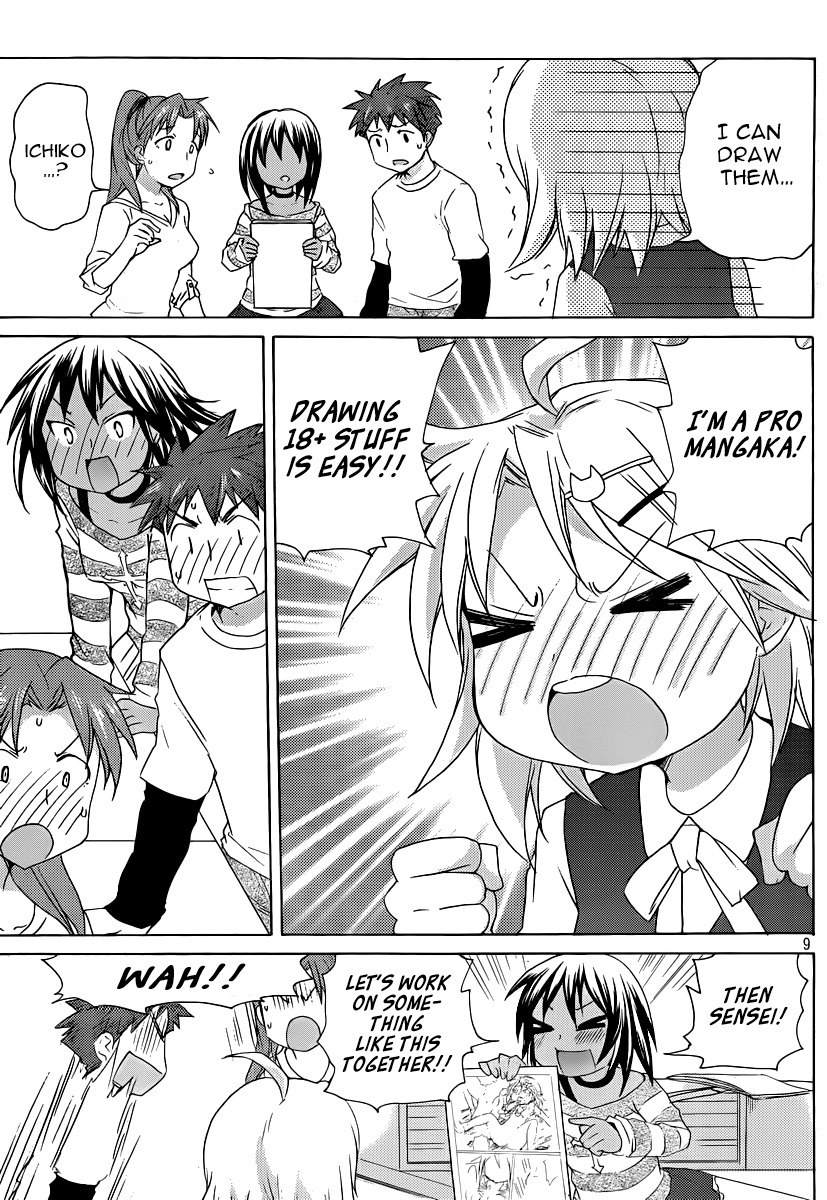 I CAN
DRAW
THEM...
ICHIKO
...?
I'M A PRO
MANGAKA!
DRAWING
18+ STUFF
IS EASY!!
9
THEN
SENSEI!
LET'S WORK
ON SOME-
THING
LIKE THIS
TOGETHER!!
WAH!!